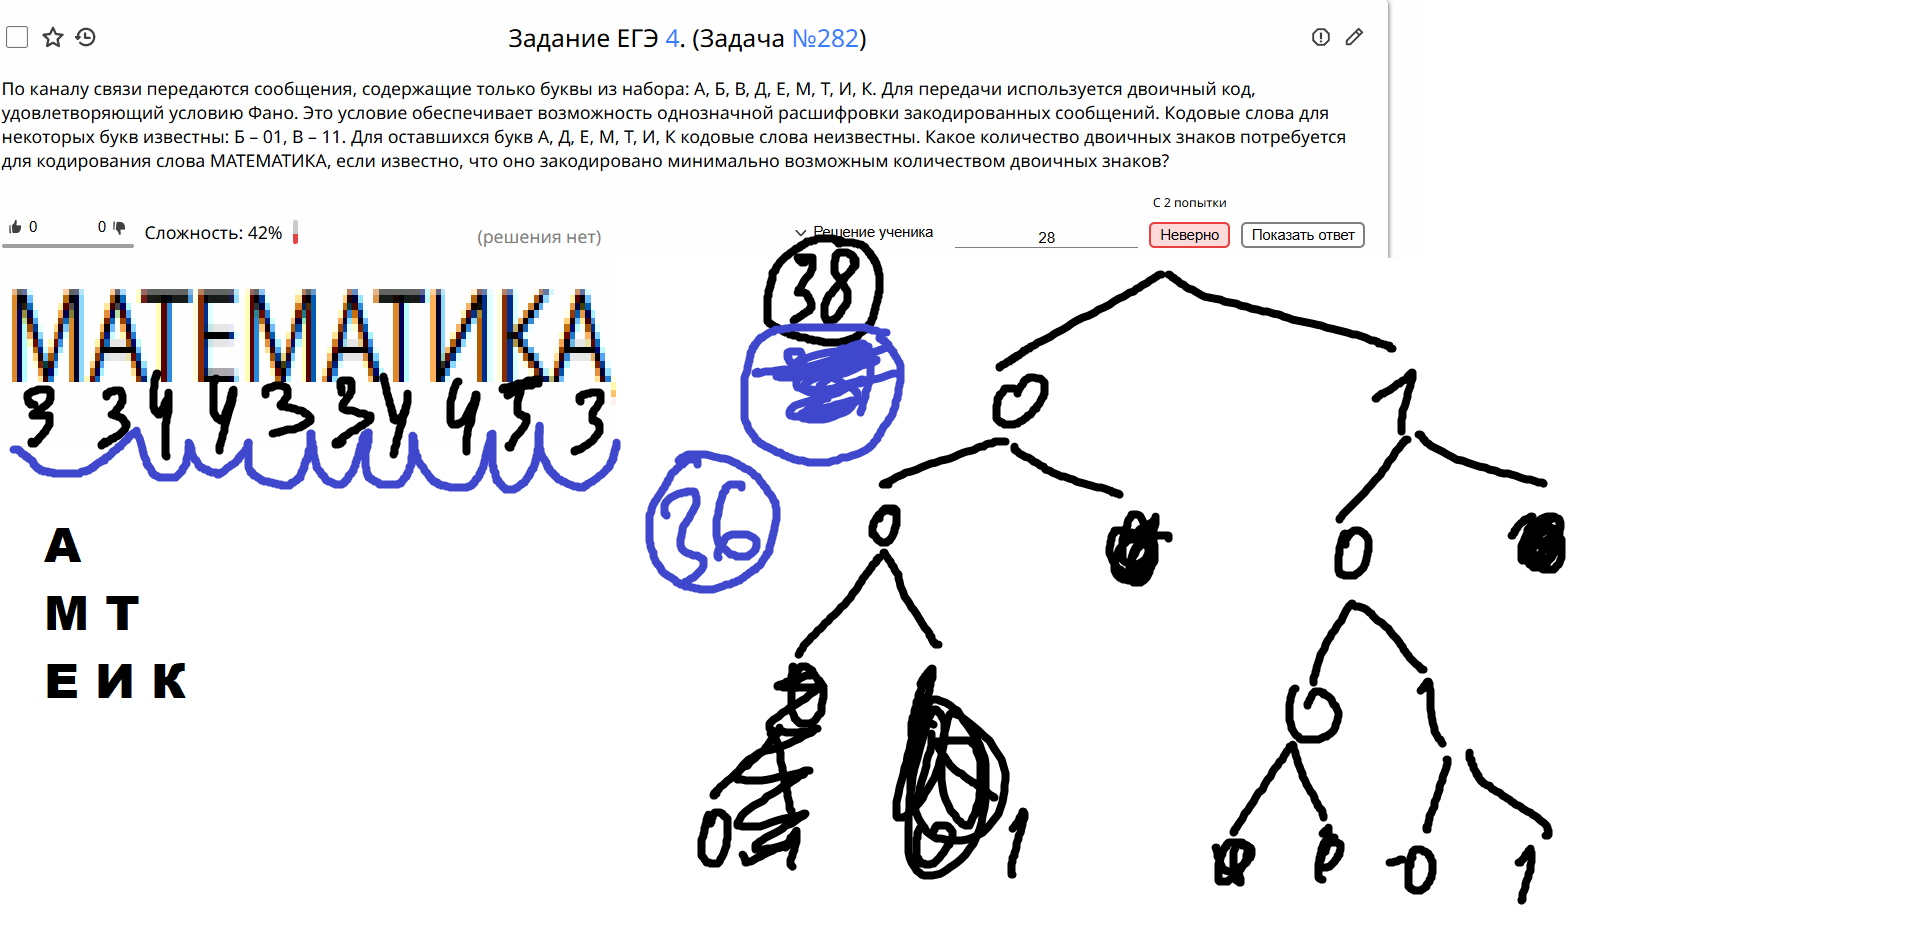 Задание ЕГЭ 4. (Задача №282)
По каналу связи передаются сообщения, содержащие только буквы из набора: А, Б, В, Д, Е, М, Т, И, К. Для передачи используется двоичный код,
удовлетворяющий условию Фано. Это условие обеспечивает возможность однозначной расшифровки закодированных сообщений. Кодовые слова для
некоторых букв известны: Б – 01, В – 11. Для оставшихся букв А, Д, Е, М, Т, И, К кодовые слова неизвестны. Какое количество двоичных знаков потребуется
для кодирования слова МАТЕМАТИКА, если известно, что оно закодировано минимально возможным количеством двоичных знаков?
С 2 попытки
0 0 Сложность: 42% (решения нет) Решение ученика 28 Неверно Показать ответ
38
МАТЕМАТИКА
3 3 4 4 3 3 4 4 5 3
36
0 1
0 0
А
М Т
Е И К
0 1
0 1 0 1
0 1